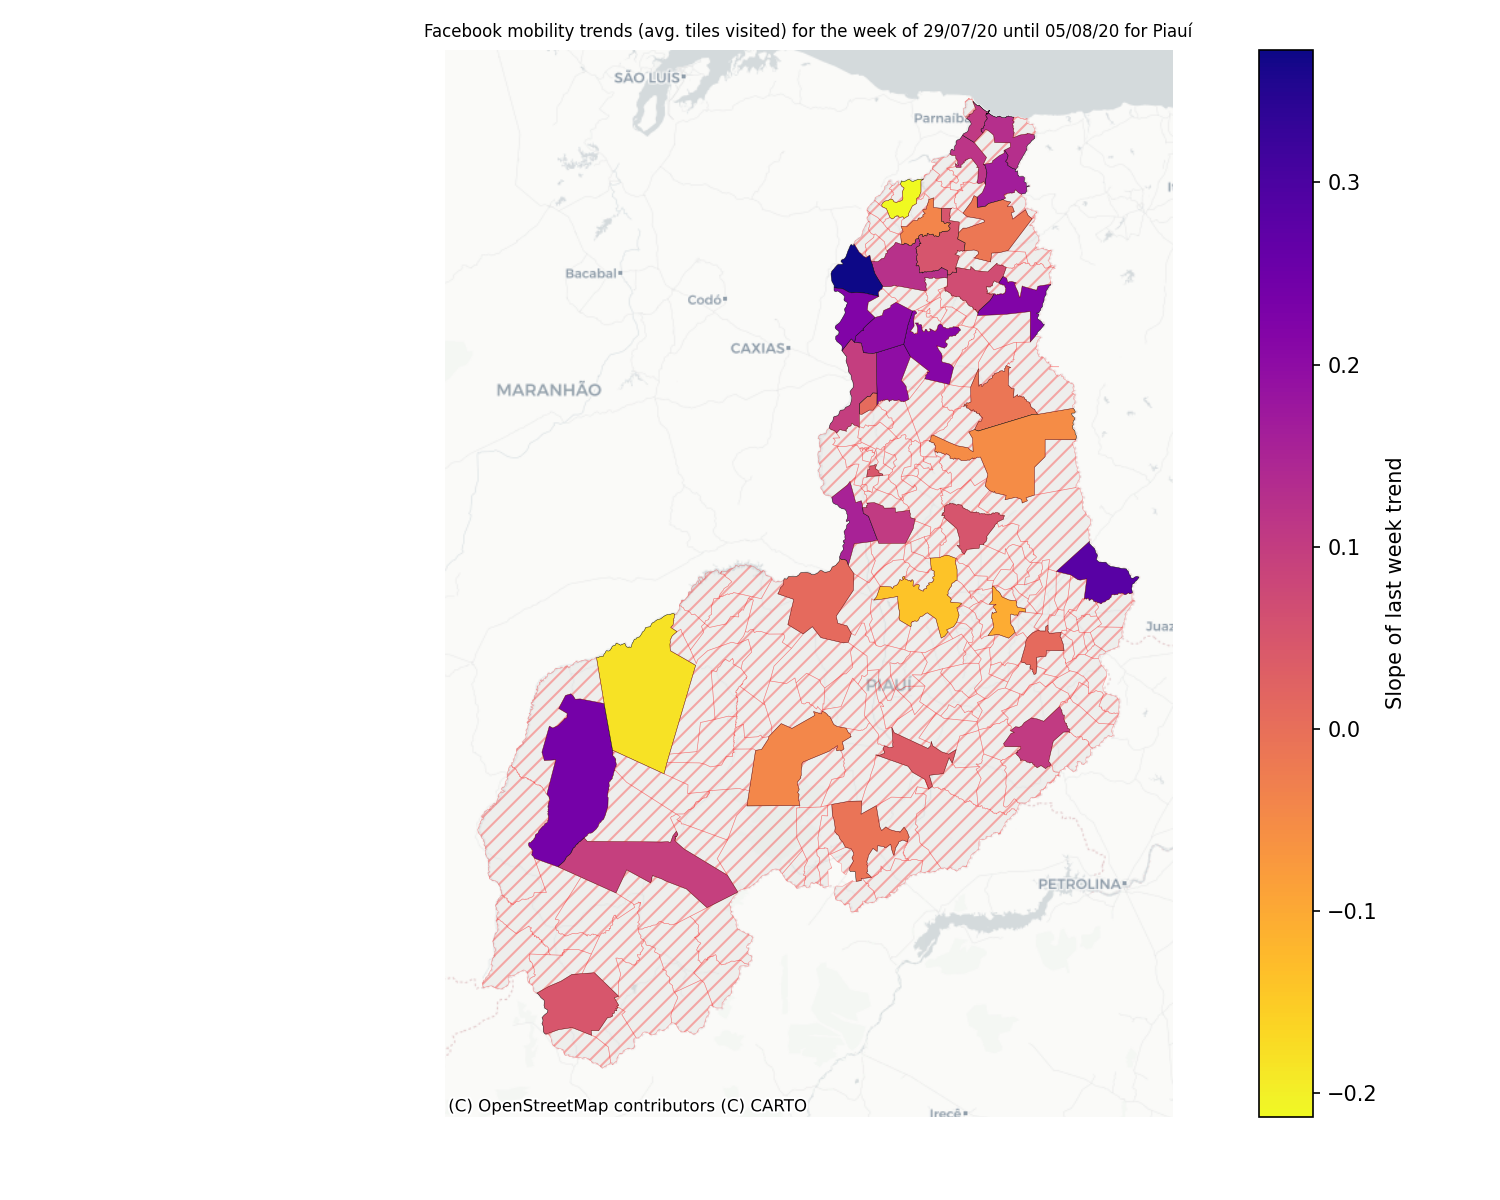 Facebook mobility trends (avg. tiles visited) for the week of 29/07/20 until 05/08/20 for Piauí
SÃO LUÍS
Parnaíba
Bacabal
Codó
CAXIAS
MARANHÃO
Juaz
PIAUÍ
PETROLINA
Irecê
(C) OpenStreetMap contributors (C) CARTO
0.3
0.2
0.1
0.0
−0.1
−0.2
Slope of last week trend